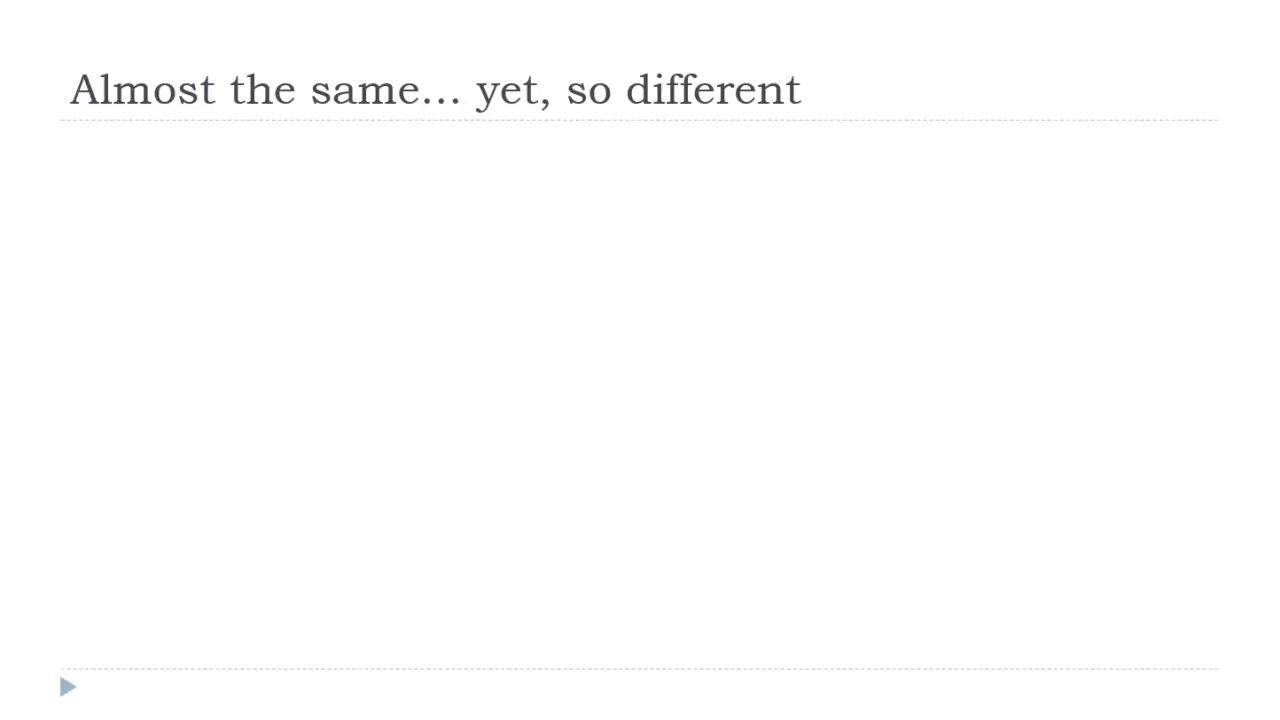 Almost the same… yet, so different